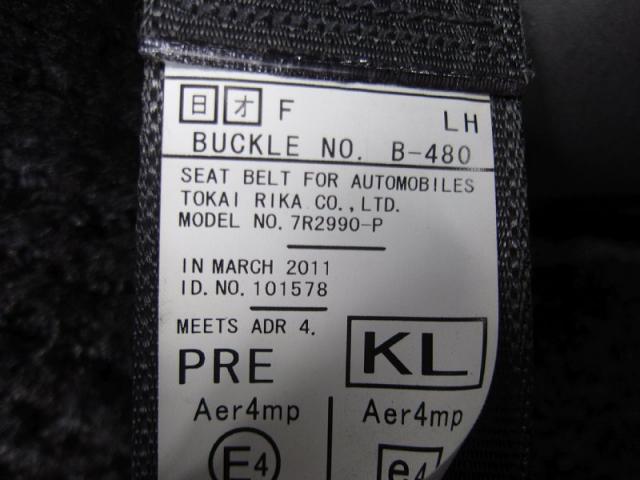 日 才 F LH
BUCKLE NO. B-480
SEAT BELT FOR AUTOMOBILES
TOKAI RIKA CO.,LTD.
MODEL NO. 7R2990-P
IN MARCH 2011
ID.NO. 101578
MEETS ADR 4.
PRE KL
Aer4mp Aer4mp
E4 e4